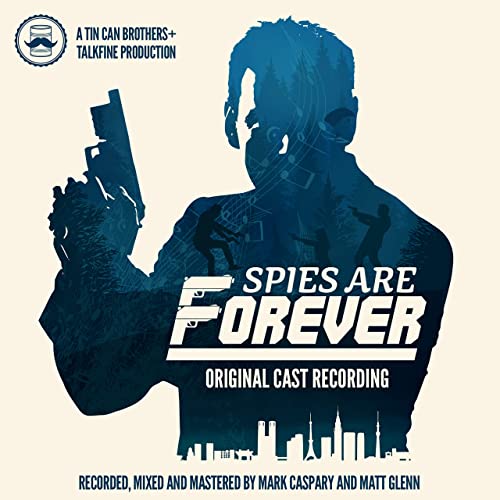 A TIN CAN BROTHERS+
TALKFINE PRODUCTION
SPIES ARE
FOREVER
ORIGINAL CAST RECORDING
RECORDED, MIXED AND MASTERED BY MARK CASPARY AND MATT GLENN